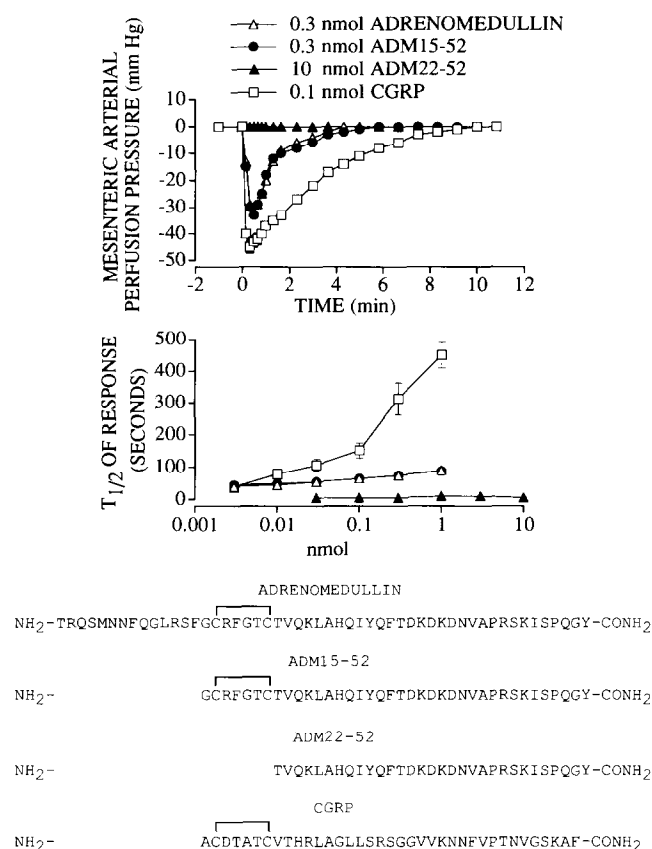 0.3 nmol ADRENOMEDULLIN
0.3 nmol ADM15-52
10 nmol ADM22-52
0.1 nmol CGRP
MESENTERIC ARTERIAL
PERFUSION PRESSURE (mm Hg)
10
0
-10
-20
-30
-40
-50
-2 0 2 4 6 8 10 12
TIME (min)
T1/2 OF RESPONSE
(SECONDS)
500
400
300
200
100
0
0.001 0.01 0.1 1 10
nmol
ADRENOMEDULLIN
NH2-TRQSMNNFQGLRSFGCRFGTCTVQKLAHQIYQFTDKDKDNVAPRSKISPQGY-CONH2
ADM15-52
NH2- GCRFGTCTVQKLAHQIYQFTDKDKDNVAPRSKISPQGY-CONH2
ADM22-52
NH2- TVQKLAHQIYQFTDKDKDNVAPRSKISPQGY-CONH2
CGRP
NH2- ACDTATCVTHRLAGLLSRSGGVVKNNFVPTNVGSKAF-CONH2